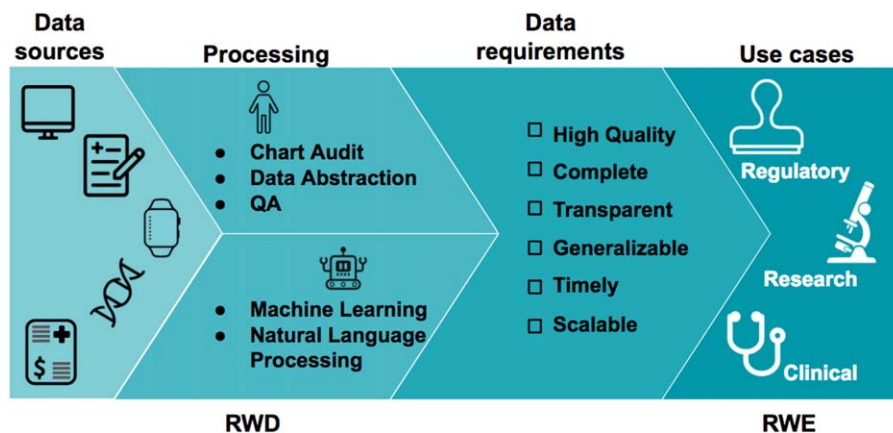 Data
sources
Processing
Data
requirements
Use cases
● Chart Audit
● Data Abstraction
● QA
● Machine Learning
● Natural Language
Processing
□ High Quality
□ Complete
□ Transparent
□ Generalizable
□ Timely
□ Scalable
Regulatory
Research
Clinical
$
RWD
RWE